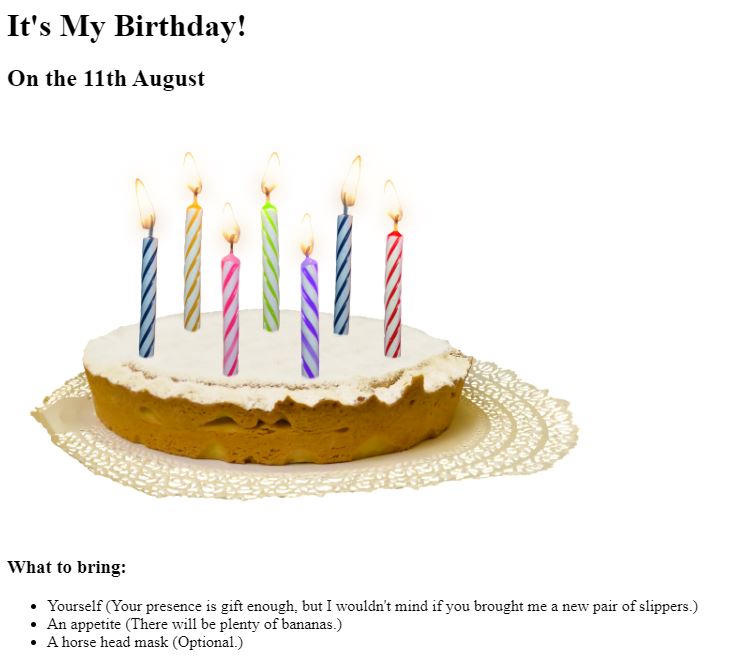 It's My Birthday!
On the 11th August
What to bring:
Yourself (Your presence is gift enough, but I wouldn't mind if you brought me a new pair of slippers.)
An appetite (There will be plenty of bananas.)
A horse head mask (Optional.)